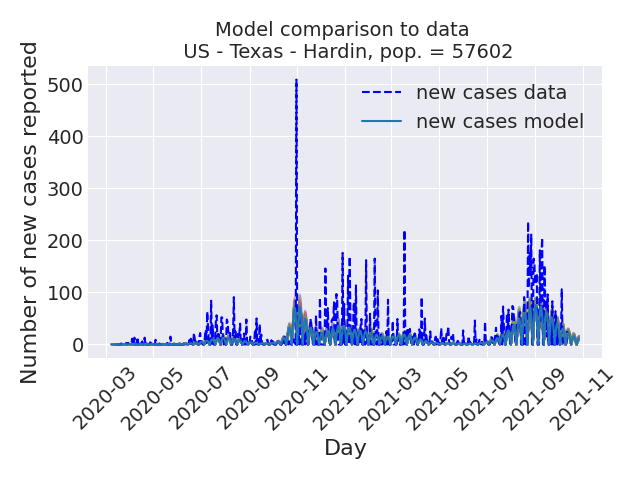 Model comparison to data
US - Texas - Hardin, pop. = 57602
Number of new cases reported
500
400
300
200
100
0
new cases data
new cases model
2020-03
2020-05
2020-07
2020-09
2020-11
2021-01
2021-03
2021-05
2021-07
2021-09
2021-11
Day